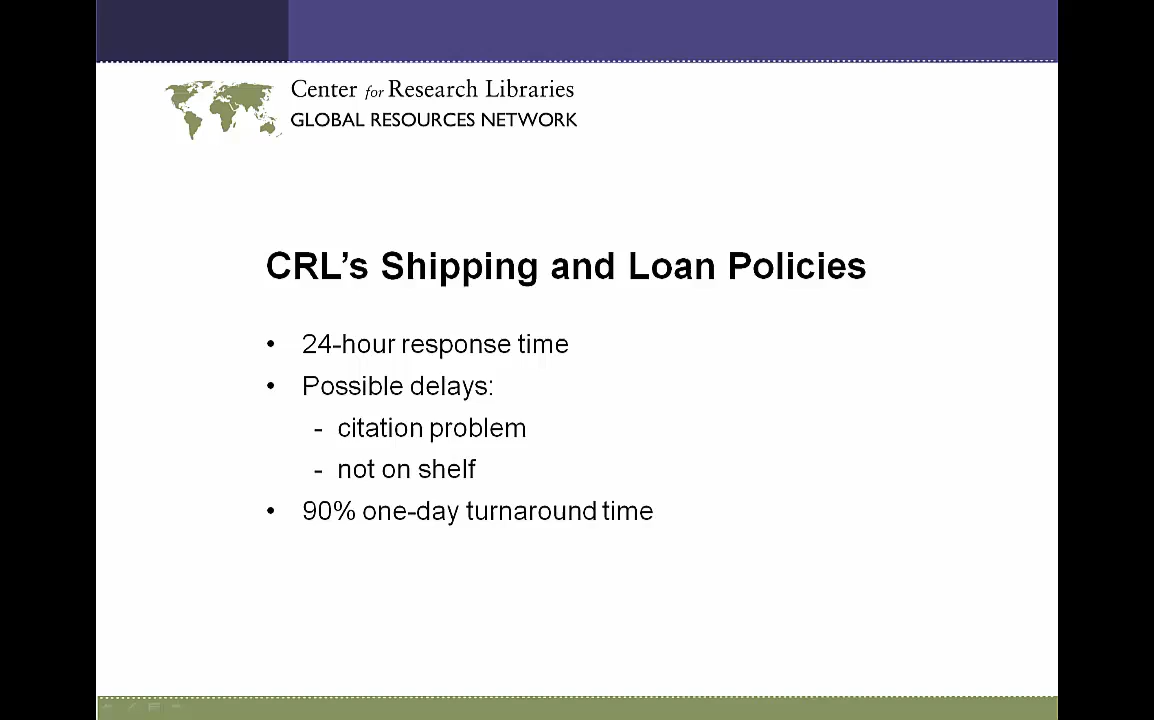 Center for Research Libraries
GLOBAL RESOURCES NETWORK
CRL's Shipping and Loan Policies
• 24-hour response time
• Possible delays:
- citation problem
- not on shelf
• 90% one-day turnaround time